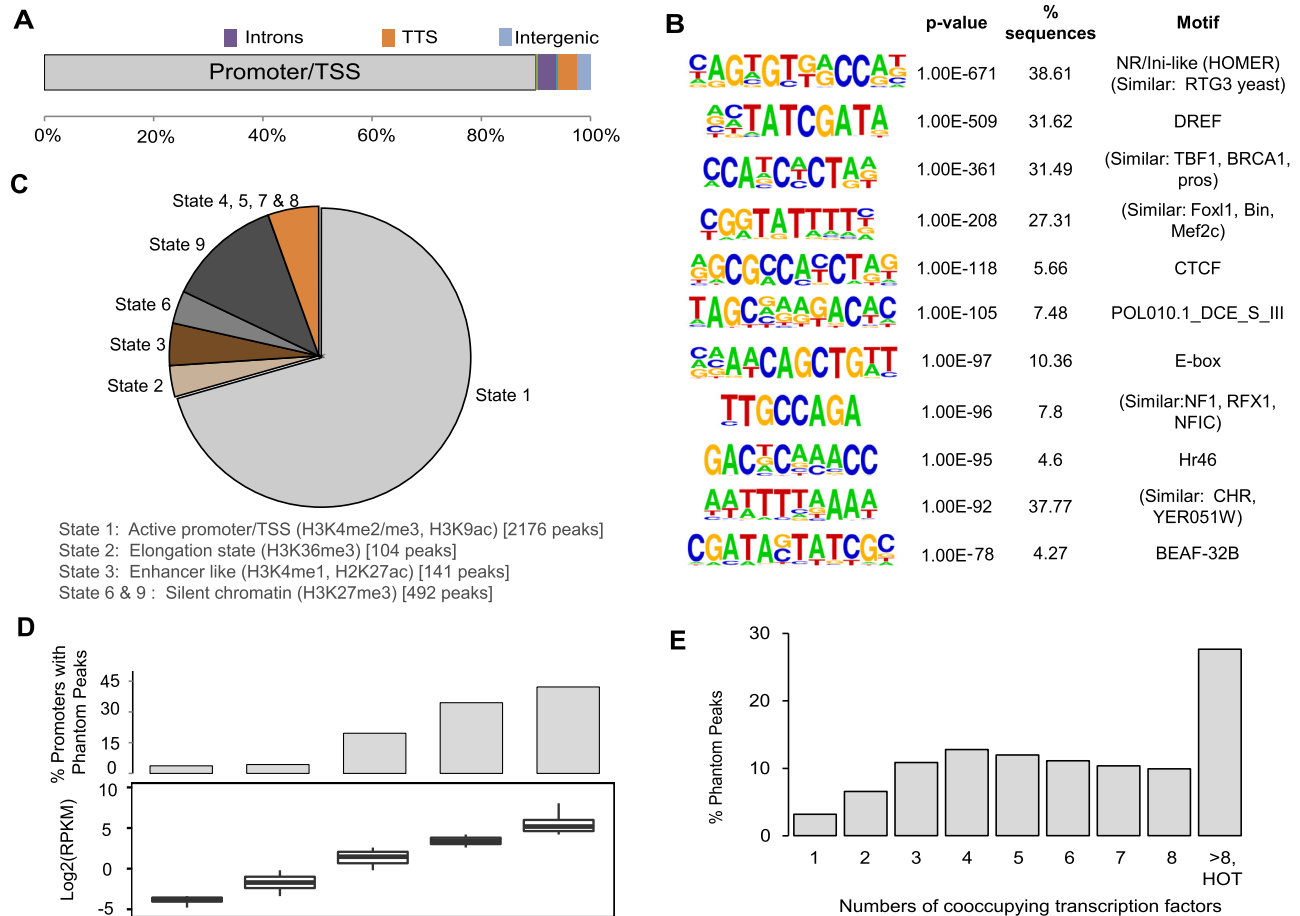 A
Introns
TTS
Intergenic
Promoter/TSS
0%
20%
40%
60%
80%
100%
B
p-value
%
sequences
Motif
1.00E-671
38.61
NR/Ini-like (HOMER)
(Similar: RTG3 yeast)
1.00E-509
31.62
DREF
1.00E-361
31.49
(Similar: TBF1, BRCA1,
pros)
1.00E-208
27.31
(Similar: Foxl1, Bin,
Mef2c)
1.00E-118
5.66
CTCF
1.00E-105
7.48
POL010.1_DCE_S_III
1.00E-97
10.36
E-box
TTGCCAGA
1.00E-96
7.8
(Similar:NF1, RFX1,
NFIC)
1.00E-95
4.6
Hr46
1.00E-92
37.77
(Similar: CHR,
YER051W)
1.00E-78
4.27
BEAF-32B
C
State 4, 5, 7 & 8
State 9
State 6
State 3
State 2
State 1
State 1: Active promoter/TSS (H3K4me2/me3, H3K9ac) [2176 peaks]
State 2: Elongation state (H3K36me3) [104 peaks]
State 3: Enhancer like (H3K4me1, H2K27ac) [141 peaks]
State 6 & 9 : Silent chromatin (H3K27me3) [492 peaks]
D
% Promoters with
Phantom Peaks
45
30
15
0
Log2(RPKM)
10
5
0
-5
E
% Phantom Peaks
30
20
10
0
1
2
3
4
5
6
7
8
>8,
HOT
Numbers of cooccupying transcription factors